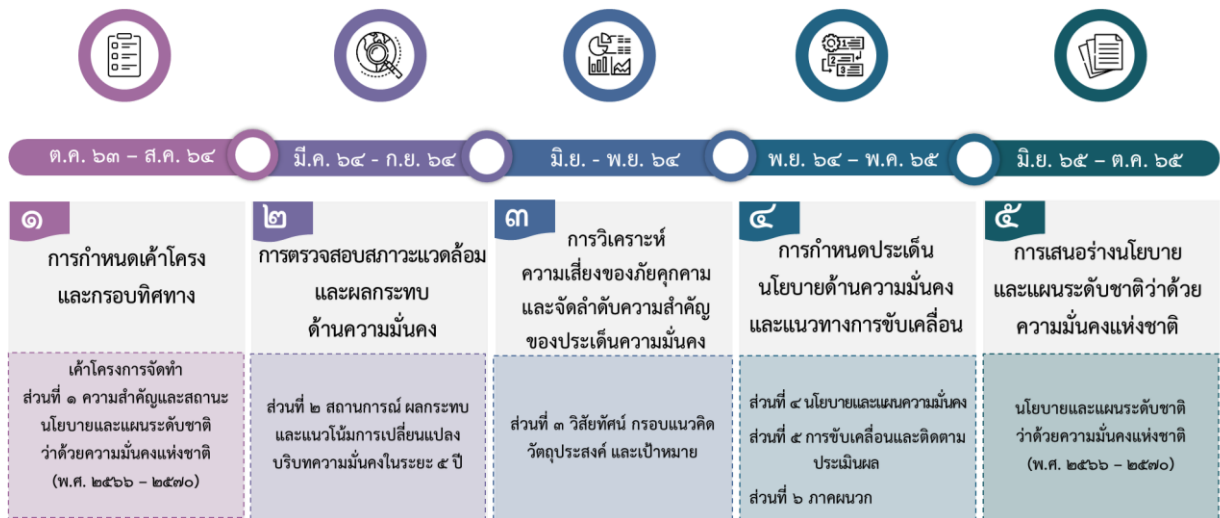 ต.ค. ๖๓ – ส.ค. ๖๔
มี.ค. ๖๔ - ก.ย. ๖๔
มิ.ย. - พ.ย. ๖๔
พ.ย. ๖๔ – พ.ค. ๖๕
มิ.ย. ๖๕ – ต.ค. ๖๕
๑
การกำหนดเค้าโครง
และกรอบทิศทาง
เค้าโครงการจัดทำ
ส่วนที่ ๑ ความสำคัญและสถานะ
นโยบายและแผนระดับชาติ
ว่าด้วยความมั่นคงแห่งชาติ
(พ.ศ. ๒๕๖๖ – ๒๕๗๐)
๒
การตรวจสอบสภาวะแวดล้อม
และผลกระทบ
ด้านความมั่นคง
ส่วนที่ ๒ สถานการณ์ ผลกระทบ
และแนวโน้มการเปลี่ยนแปลง
บริบทความมั่นคงในระยะ ๕ ปี
๓
การวิเคราะห์
ความเสี่ยงของภัยคุกคาม
และจัดลำดับความสำคัญ
ของประเด็นความมั่นคง
ส่วนที่ ๓ วิสัยทัศน์ กรอบแนวคิด
วัตถุประสงค์ และเป้าหมาย
๔
การกำหนดประเด็น
นโยบายด้านความมั่นคง
และแนวทางการขับเคลื่อน
ส่วนที่ ๔ นโยบายและแผนความมั่นคง
ส่วนที่ ๕ การขับเคลื่อนและติดตาม
ประเมินผล
ส่วนที่ ๖ ภาคผนวก
๕
การเสนอร่างนโยบาย
และแผนระดับชาติว่าด้วย
ความมั่นคงแห่งชาติ
นโยบายและแผนระดับชาติ
ว่าด้วยความมั่นคงแห่งชาติ
(พ.ศ. ๒๕๖๖ – ๒๕๗๐)